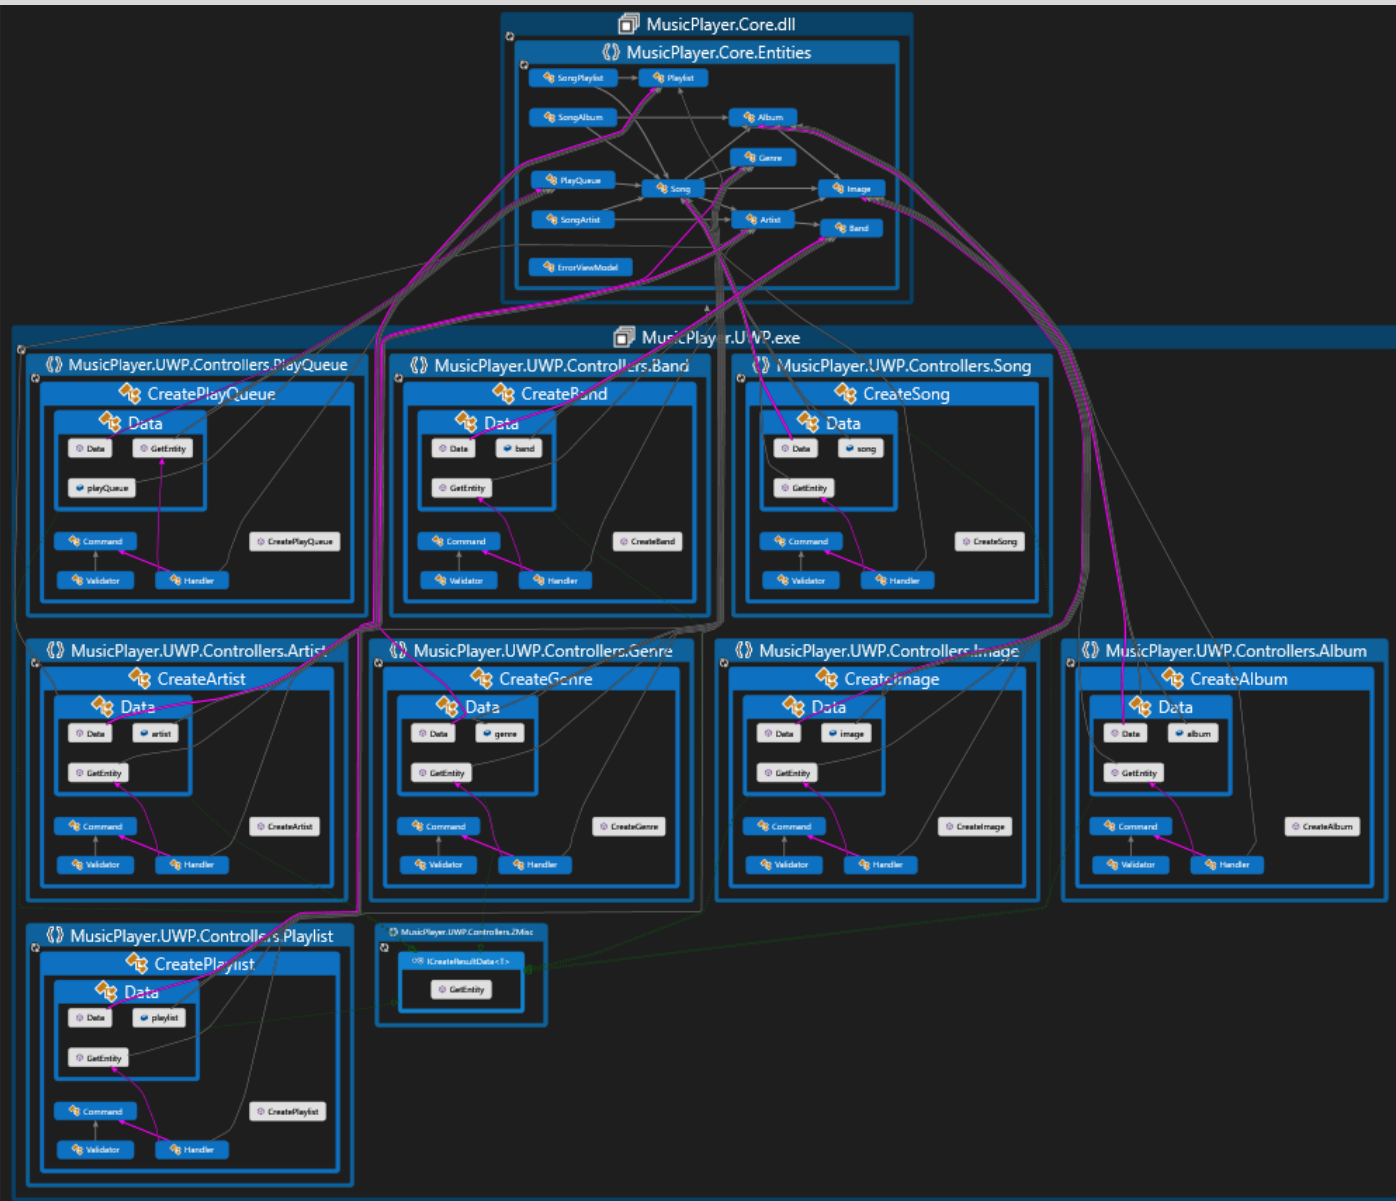 MusicPlayer.Core.dll
MusicPlayer.Core.Entities
SongPlaylist
Playlist
SongAlbum
Album
Genre
PlayQueue
Song
Image
SongArtist
Artist
Band
ErrorViewModel
MusicPlayer.UWP.exe
MusicPlayer.UWP.Controllers.PlayQueue
CreatePlayQueue
Data
Data
GetEntity
playQueue
Command
CreatePlayQueue
Validator
Handler
MusicPlayer.UWP.Controllers.Band
CreateBand
Data
Data
band
GetEntity
Command
CreateBand
Validator
Handler
MusicPlayer.UWP.Controllers.Song
CreateSong
Data
Data
song
GetEntity
Command
CreateSong
Validator
Handler
MusicPlayer.UWP.Controllers.Artist
CreateArtist
Data
Data
artist
GetEntity
Command
CreateArtist
Validator
Handler
MusicPlayer.UWP.Controllers.Genre
CreateGenre
Data
Data
genre
GetEntity
Command
CreateGenre
Validator
Handler
MusicPlayer.UWP.Controllers.Image
CreateImage
Data
Data
image
GetEntity
Command
CreateImage
Validator
Handler
MusicPlayer.UWP.Controllers.Album
CreateAlbum
Data
Data
album
GetEntity
Command
CreateAlbum
Validator
Handler
MusicPlayer.UWP.Controllers.Playlist
CreatePlaylist
Data
Data
playlist
GetEntity
Command
CreatePlaylist
Validator
Handler
MusicPlayer.UWP.Controllers.ZMisc
ICreateResultData<T>
GetEntity